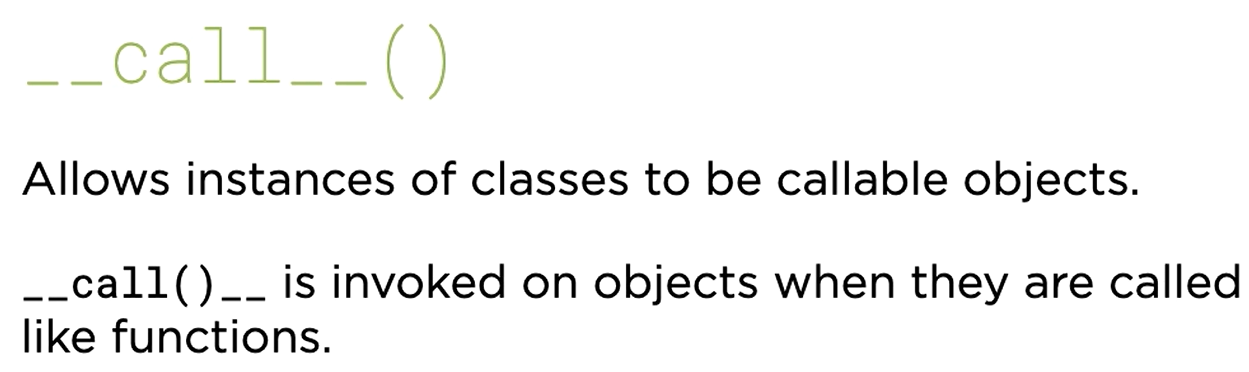 __call__()
Allows instances of classes to be callable objects.
__call()__ is invoked on objects when they are called
like functions.